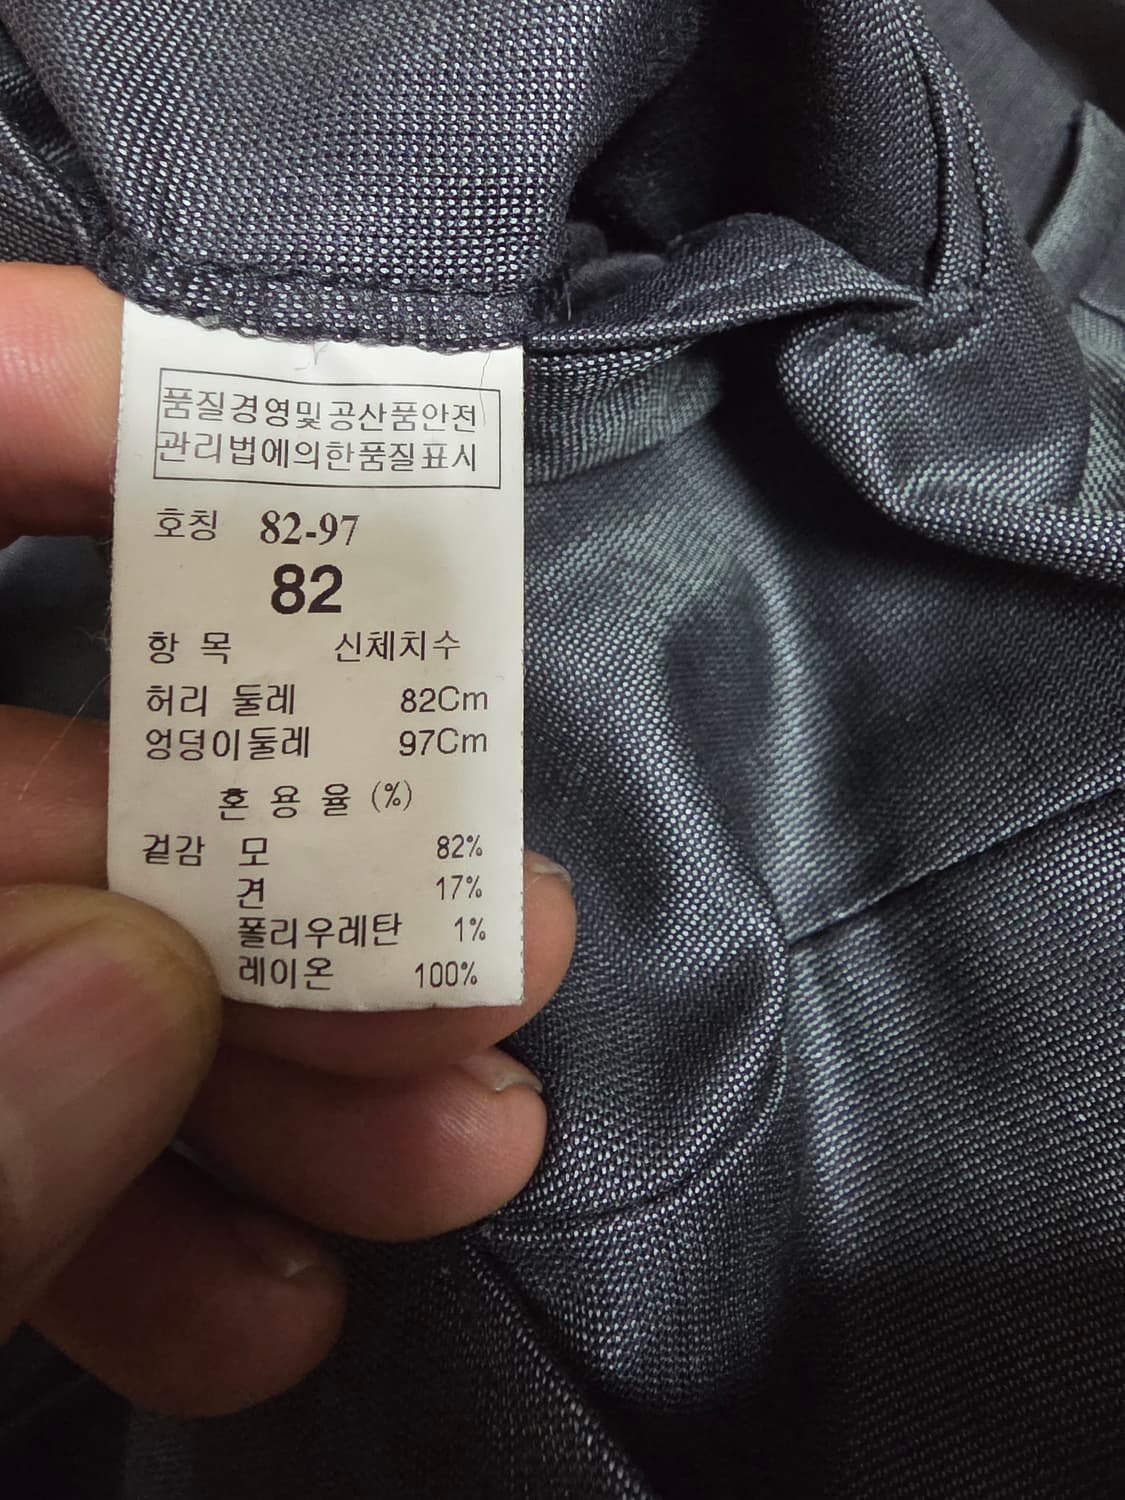 품질경영및공산품안전
관리법에의한품질표시
호칭 82-97
82
항 목 신체치수
허리 둘레 82Cm
엉덩이둘레 97Cm
혼 용 율 (%)
겉감 모 82%
견 17%
폴리우레탄 1%
레이온 100%